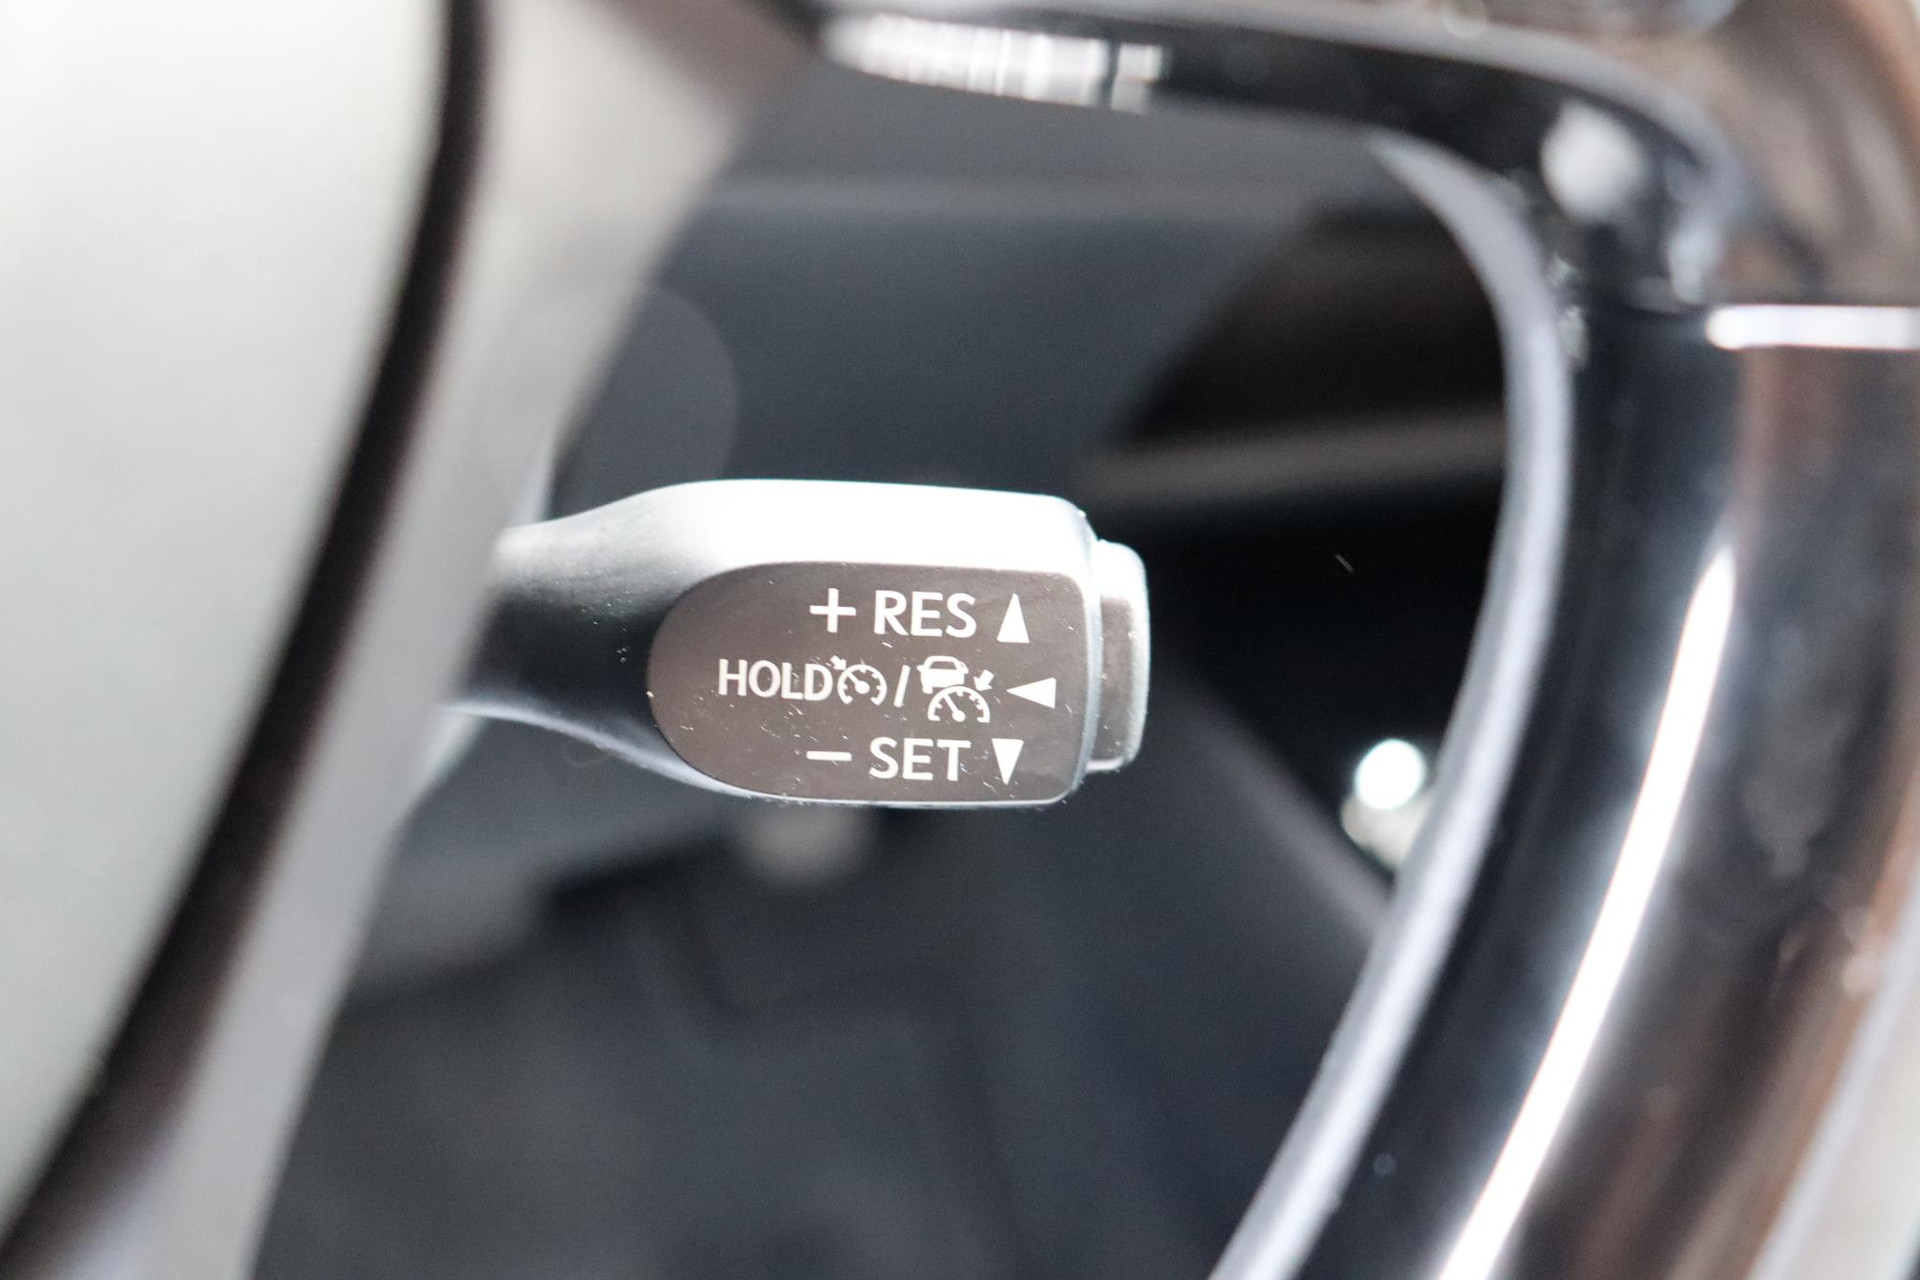 + RES ▲
HOLD / ◀
− SET ▼